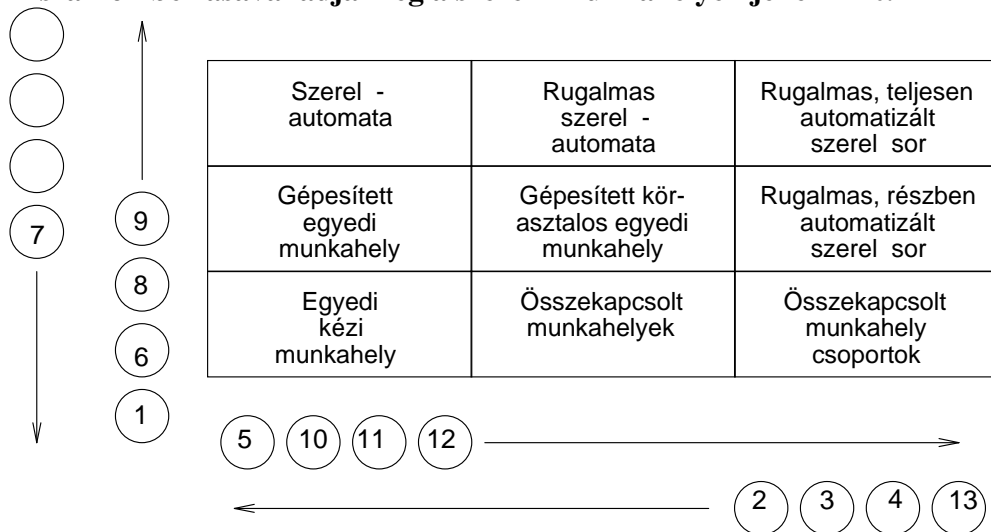 Szerel -
automata
Rugalmas
szerel -
automata
Rugalmas, teljesen
automatizált
szerel sor
Gépesített
egyedi
munkahely
Gépesített kör-
asztalos egyedi
munkahely
Rugalmas, részben
automatizált
szerel sor
Egyedi
kézi
munkahely
Összekapcsolt
munkahelyek
Összekapcsolt
munkahely
csoportok
7
9
8
6
1
5 10 11 12
2 3 4 13